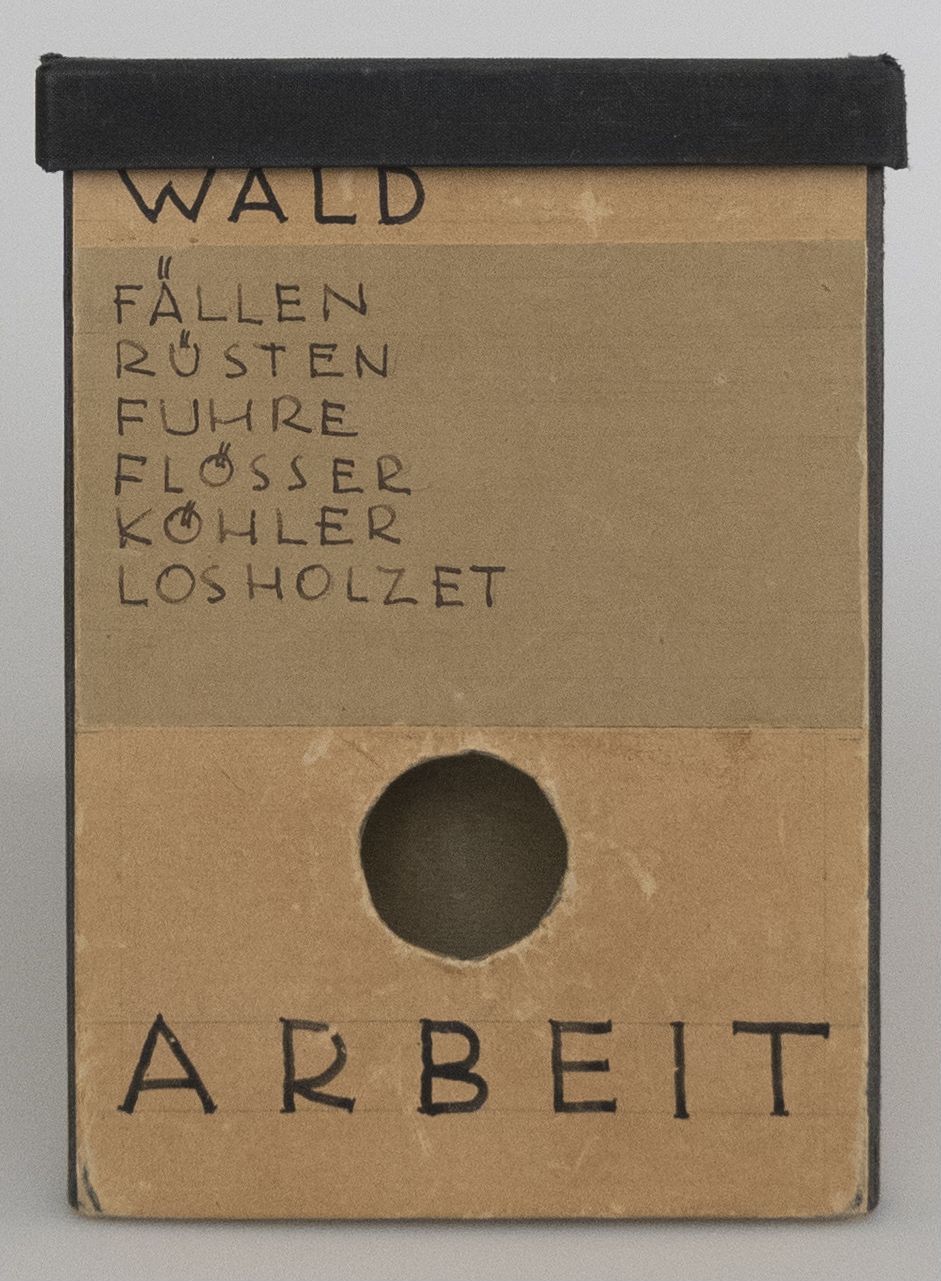 WALD
FÄLLEN
RÜSTEN
FUHRE
FLÖSSER
KÖHLER
LOSHOLZET
ARBEIT